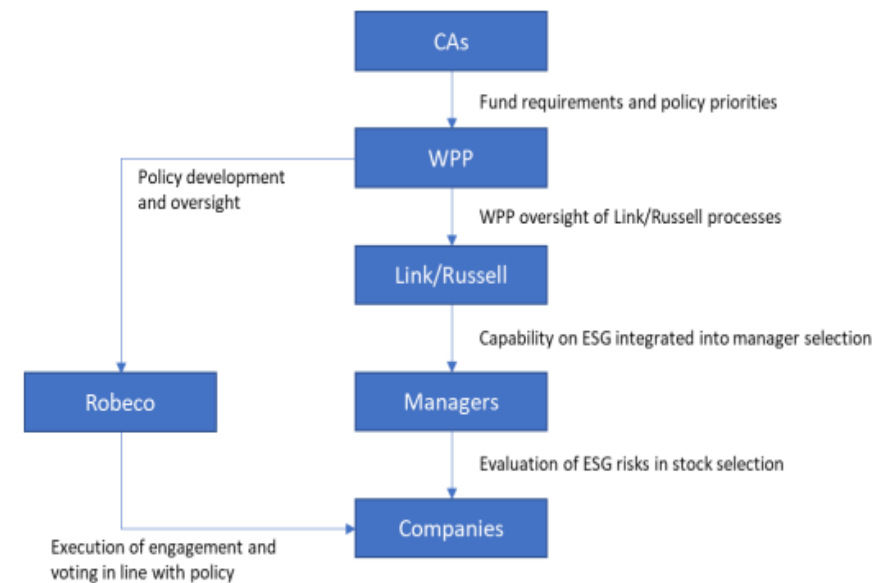 CAs
Fund requirements and policy priorities
WPP
Policy development
and oversight
WPP oversight of Link/Russell processes
Link/Russell
Capability on ESG integrated into manager selection
Robeco
Managers
Evaluation of ESG risks in stock selection
Companies
Execution of engagement and
voting in line with policy